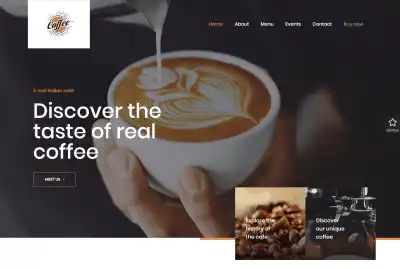 Coffee
Home About Menu Events Contact Buy now
A real Italian cafe
Discover the
taste of real
coffee
MEET US →
demos
Explore the
history of
the cafe
Discover
our unique
coffee